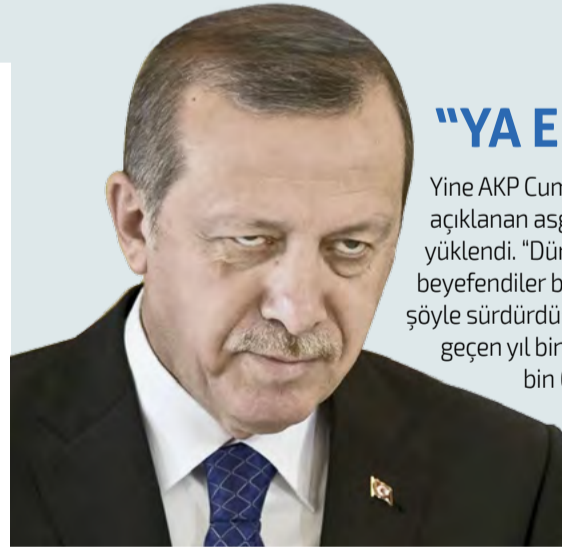 "YA E
Yine AKP Cum
açıklanan asg
yüklendi. "Dün
beyefendiler b
şöyle sürdürdü
geçen yıl bin
bin